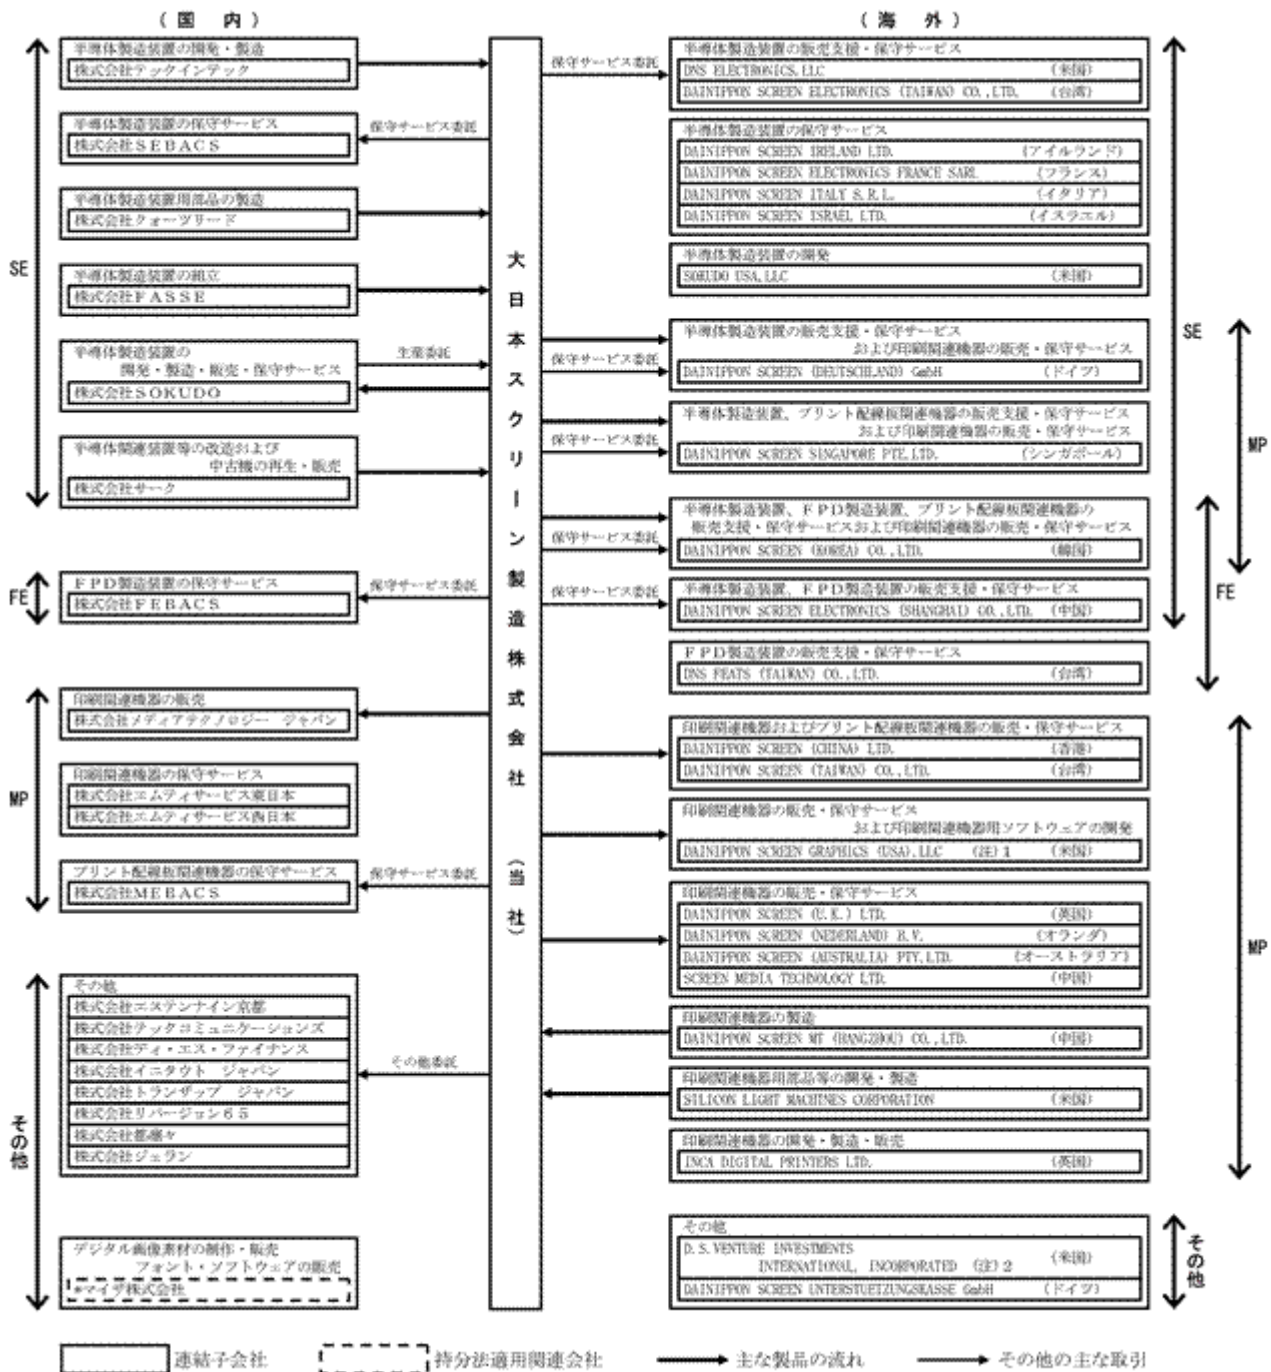 （国　内）
SE
半導体製造装置の開発・製造
株式会社テックインテック
半導体製造装置の保守サービス
株式会社ＳＥＢＡＣＳ
保守サービス委託
半導体製造装置用部品の製造
株式会社クォーツリード
半導体製造装置の組立
株式会社ＦＡＳＳＥ
半導体製造装置の
開発・製造・販売・保守サービス
株式会社ＳＯＫＵＤＯ
生産委託
半導体関連装置等の改造および
中古機の再生・販売
株式会社サーク
FE
ＦＰＤ製造装置の保守サービス
株式会社ＦＥＢＡＣＳ
保守サービス委託
MP
印刷関連機器の販売
株式会社メディアテクノロジー　ジャパン
印刷関連機器の保守サービス
株式会社エムティサービス東日本
株式会社エムティサービス西日本
プリント配線板関連機器の保守サービス
株式会社ＭＥＢＡＣＳ
保守サービス委託
その他
その他
株式会社エステンナイン京都
株式会社テックコミュニケーションズ
株式会社ディ・エス・ファイナンス
株式会社イニタウト　ジャパン
株式会社トランザップ　ジャパン
株式会社リバージョン６５
株式会社ジェラン
その他委託
デジタル画像素材の制作・販売
フォント・ソフトウェアの販売
*マイザ株式会社
大日本スクリーン製造株式会社（当社）
（海　外）
保守サービス委託
半導体製造装置の販売支援・保守サービス
DNS ELECTRONICS,LLC （米国）
DAINIPPON SCREEN ELECTRONICS (TAIWAN) CO.,LTD. （台湾）
半導体製造装置の保守サービス
DAINIPPON SCREEN IRELAND LTD. （アイルランド）
DAINIPPON SCREEN ELECTRONICS FRANCE SARL （フランス）
DAINIPPON SCREEN ITALY S.R.L. （イタリア）
DAINIPPON SCREEN ISRAEL LTD. （イスラエル）
半導体製造装置の開発
SOKUDO USA,LLC （米国）
SE
MP
半導体製造装置の販売支援・保守サービス
および印刷関連機器の販売・保守サービス
保守サービス委託
DAINIPPON SCREEN (DEUTSCHLAND) GmbH （ドイツ）
半導体製造装置、プリント配線板関連機器の販売支援・保守サービス
および印刷関連機器の販売・保守サービス
保守サービス委託
DAINIPPON SCREEN SINGAPORE PTE.LTD. （シンガポール）
半導体製造装置、ＦＰＤ製造装置、プリント配線板関連機器の
販売支援・保守サービスおよび印刷関連機器の販売・保守サービス
保守サービス委託
DAINIPPON SCREEN (KOREA) CO.,LTD. （韓国）
FE
保守サービス委託
半導体製造装置、ＦＰＤ製造装置の販売支援・保守サービス
DAINIPPON SCREEN ELECTRONICS (SHANGHAI) CO.,LTD. （中国）
ＦＰＤ製造装置の販売支援・保守サービス
DNS FEATS (TAIWAN) CO.,LTD. （台湾）
印刷関連機器およびプリント配線板関連機器の販売・保守サービス
DAINIPPON SCREEN (CHINA) LTD. （香港）
DAINIPPON SCREEN (TAIWAN) CO.,LTD. （台湾）
印刷関連機器の販売・保守サービス
および印刷関連機器用ソフトウェアの開発
DAINIPPON SCREEN GRAPHICS (USA),LLC （注）1 （米国）
印刷関連機器の販売・保守サービス
DAINIPPON SCREEN (U.K.) LTD. （英国）
DAINIPPON SCREEN (NEDERLAND) B.V. （オランダ）
DAINIPPON SCREEN (AUSTRALIA) PTY.LTD. （オーストラリア）
SCREEN MEDIA TECHNOLOGY LTD. （中国）
MP
印刷関連機器の製造
DAINIPPON SCREEN MT (HANGZHOU) CO.,LTD. （中国）
印刷関連機器用部品等の開発・製造
SILICON LIGHT MACHINES CORPORATION （米国）
印刷関連機器の開発・製造・販売
INCA DIGITAL PRINTERS LTD. （英国）
その他
D.S.VENTURE INVESTMENTS
INTERNATIONAL, INCORPORATED （注）2 （米国）
DAINIPPON SCREEN UNTERSTUETZUNGSKASSE GmbH （ドイツ）
その他
連結子会社
持分法適用関連会社
主な製品の流れ
その他の主な取引